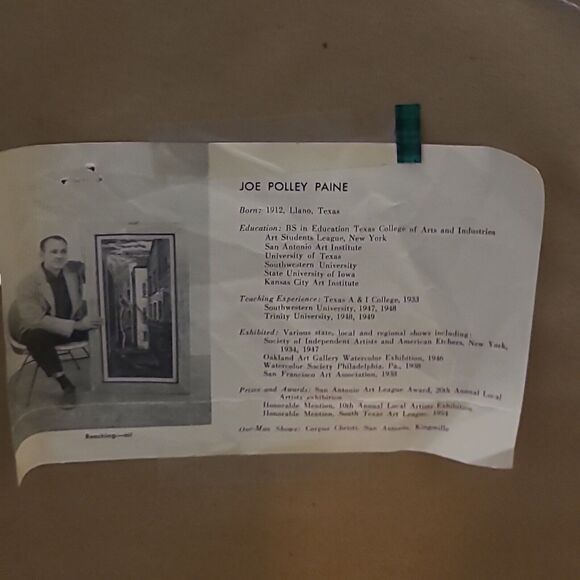 JOE POLLEY PAINE
Born: 1912, Llano, Texas
Education: BS in Education Texas College of Arts and Industries
Art Students League, New York
San Antonio Art Institute
University of Texas
Southwestern University
State University of Iowa
Kansas City Art Institute
Teaching Experience: Texas A & I College, 1933
Southwestern University, 1947, 1948
Trinity University, 1948, 1949
Exhibited: Various state, local and regional shows including:
Society of Independent Artists and American Etchers, New York,
1934, 1947
Oakland Art Gallery Watercolor Exhibition, 1946
Watercolor Society Philadelphia, Pa., 1938
San Francisco Art Association, 1938
Prizes and Awards: San Antonio Art League Award, 20th Annual Local
Artists exhibition
Honorable Mention, 10th Annual Local Artists Exhibition
Honorable Mention, South Texas Art League, 1951
One-Man Shows: Corpus Christi, San Antonio, Kingsville
Reaching—oil